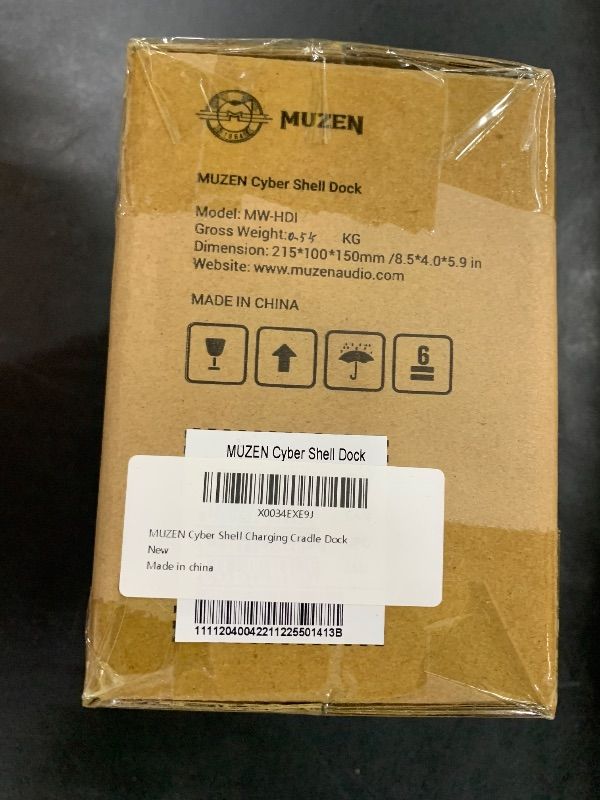 MUZEN
MUZEN Cyber Shell Dock
Model: MW-HDI
Gross Weight: 0.54 KG
Dimension: 215*100*150mm /8.5*4.0*5.9 in
Website: www.muzenaudio.com
MADE IN CHINA
6
MUZEN Cyber Shell Dock
X0034EXE9J
MUZEN Cyber Shell Charging Cradle Dock
New
Made in china
11112040042211225501413B